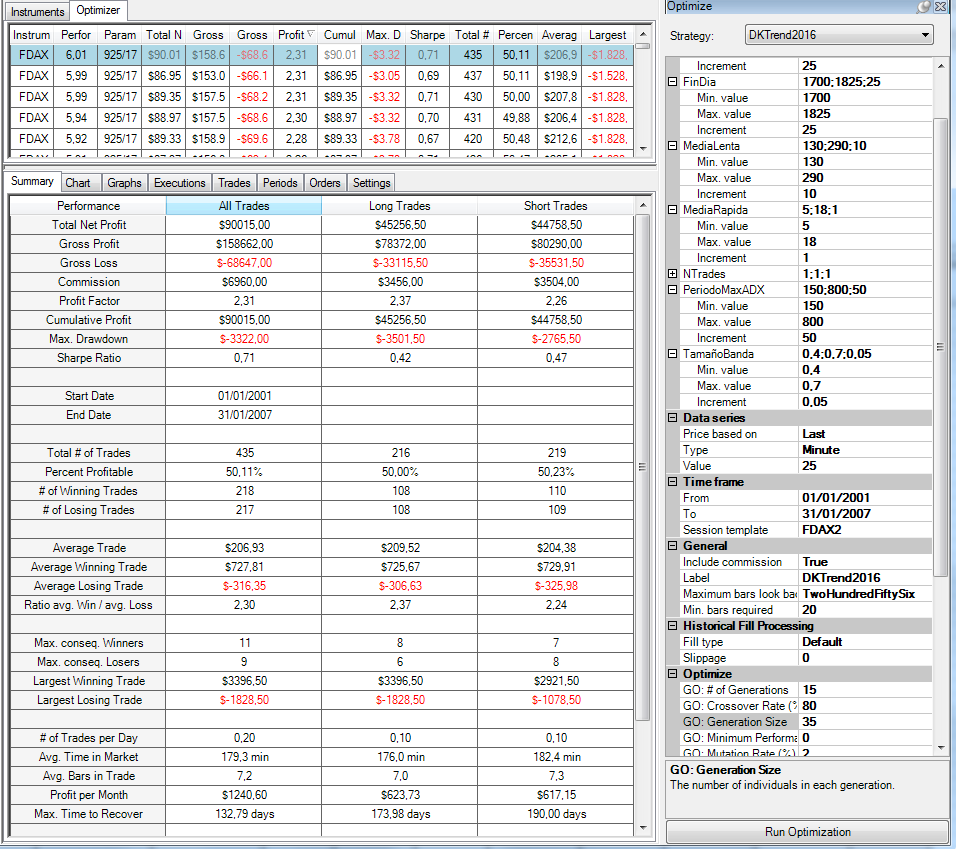 Instruments Optimizer
Instrum Perfor Param Total N Gross Gross Profit Cumul Max. D Sharpe Total # Percen Averag Largest
FDAX 6,01 925/17 $90.01 $158.6 -$68.6 2,31 $90.01 -$3.32 0,71 435 50,11 $206,9 -$1.828,
FDAX 5,99 925/17 $86.95 $153.0 -$66.1 2,31 $86.95 -$3.05 0,69 437 50,11 $198,9 -$1.528,
FDAX 5,99 925/17 $89.35 $157.5 -$68.2 2,31 $89.35 -$3.32 0,71 430 50,00 $207,8 -$1.828,
FDAX 5,94 925/17 $88.97 $157.5 -$68.6 2,30 $88.97 -$3.32 0,70 431 49,88 $206,4 -$1.828,
FDAX 5,92 925/17 $89.33 $158.9 -$69.6 2,28 $89.33 -$3.78 0,67 420 50,48 $212,6 -$1.828,
Summary Chart Graphs Executions Trades Periods Orders Settings
Performance All Trades Long Trades Short Trades
Total Net Profit $90015,00 $45256,50 $44758,50
Gross Profit $158662,00 $78372,00 $80290,00
Gross Loss $-68647,00 $-33115,50 $-35531,50
Commission $6960,00 $3456,00 $3504,00
Profit Factor 2,31 2,37 2,26
Cumulative Profit $90015,00 $45256,50 $44758,50
Max. Drawdown $-3322,00 $-3501,50 $-2765,50
Sharpe Ratio 0,71 0,42 0,47
Start Date 01/01/2001
End Date 31/01/2007
Total # of Trades 435 216 219
Percent Profitable 50,11% 50,00% 50,23%
# of Winning Trades 218 108 110
# of Losing Trades 217 108 109
Average Trade $206,93 $209,52 $204,38
Average Winning Trade $727,81 $725,67 $729,91
Average Losing Trade $-316,35 $-306,63 $-325,98
Ratio avg. Win / avg. Loss 2,30 2,37 2,24
Max. conseq. Winners 11 8 7
Max. conseq. Losers 9 6 8
Largest Winning Trade $3396,50 $3396,50 $2921,50
Largest Losing Trade $-1828,50 $-1828,50 $-1078,50
# of Trades per Day 0,20 0,10 0,10
Avg. Time in Market 179,3 min 176,0 min 182,4 min
Avg. Bars in Trade 7,2 7,0 7,3
Profit per Month $1240,60 $623,73 $617,15
Max. Time to Recover 132,79 days 173,98 days 190,00 days
Optimize
Strategy: DKTrend2016
Increment 25
FinDia 1700;1825;25
Min. value 1700
Max. value 1825
Increment 25
MediaLenta 130;290;10
Min. value 130
Max. value 290
Increment 10
MediaRapida 5;18;1
Min. value 5
Max. value 18
Increment 1
NTrades 1;1;1
PeriodoMaxADX 150;800;50
Min. value 150
Max. value 800
Increment 50
TamañoBanda 0,4;0,7;0,05
Min. value 0,4
Max. value 0,7
Increment 0,05
Data series
Price based on Last
Type Minute
Value 25
Time frame
From 01/01/2001
To 31/01/2007
Session template FDAX2
General
Include commission True
Label DKTrend2016
Maximum bars look bac TwoHundredFiftySix
Min. bars required 20
Historical Fill Processing
Fill type Default
Slippage 0
Optimize
GO: # of Generations 15
GO: Crossover Rate (% 80
GO: Generation Size 35
GO: Minimum Performa 0
GO: Mutation Rate (%) 2
GO: Generation Size
The number of individuals in each generation.
Run Optimization